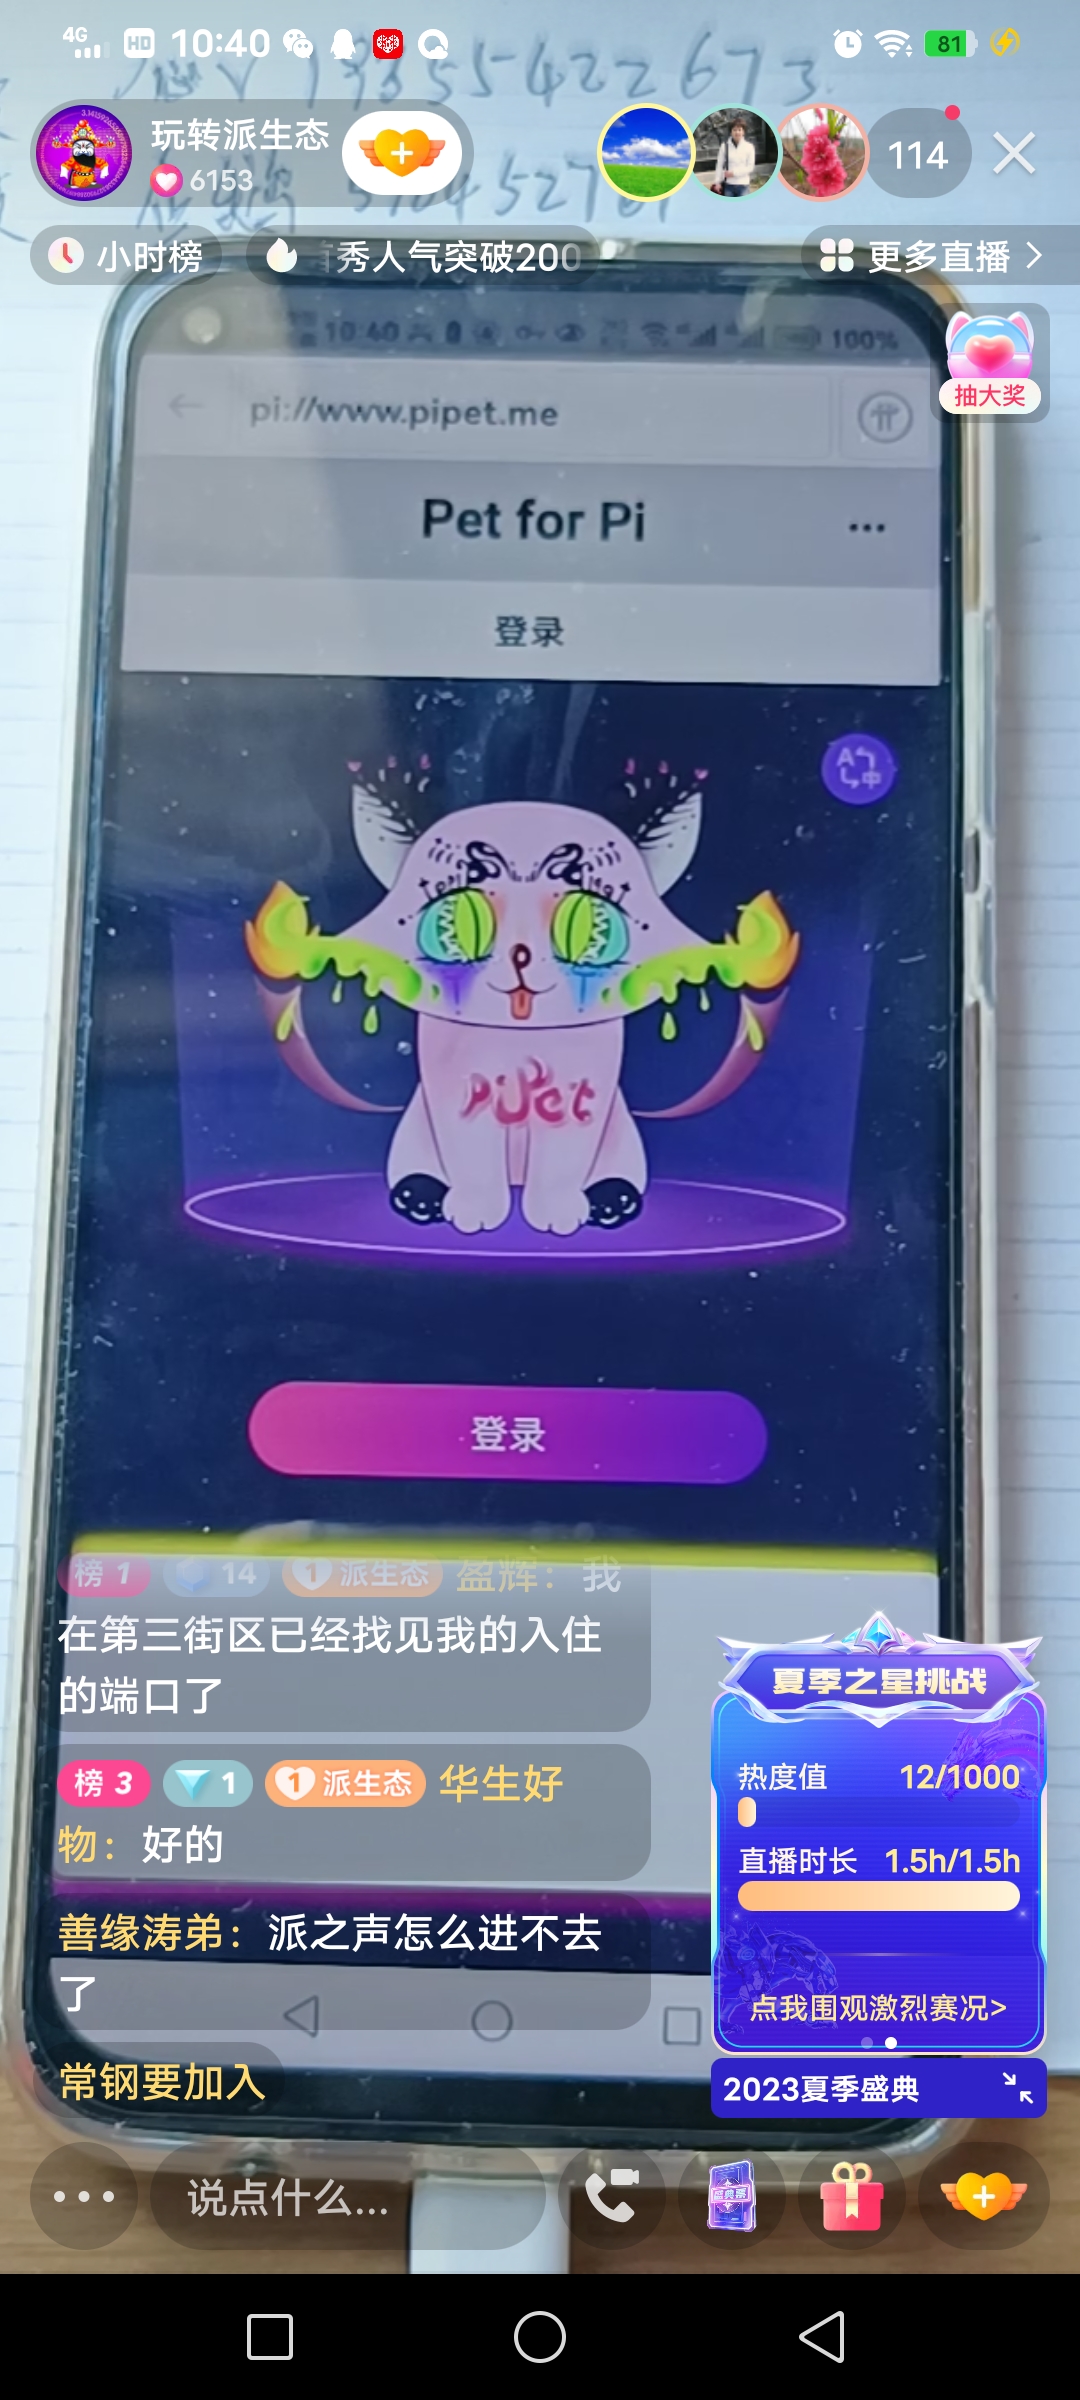 4G HD 10:40 81
您V 13355422673
玩转派生态
6153
114
小时榜
秀人气突破200
更多直播
抽大奖
10:40 100%
pi://www.pipet.me
Pet for Pi
登录
PiPet
登录
榜 1 14 1 派生态 盈辉：我
在第三街区已经找见我的入住
的端口了
榜 3 1 1 派生态 华生好
物：好的
善缘涛弟：派之声怎么进不去
了
常钢要加入
夏季之星挑战
热度值 12/1000
直播时长 1.5h/1.5h
点我围观激烈赛况>
2023夏季盛典
说点什么...